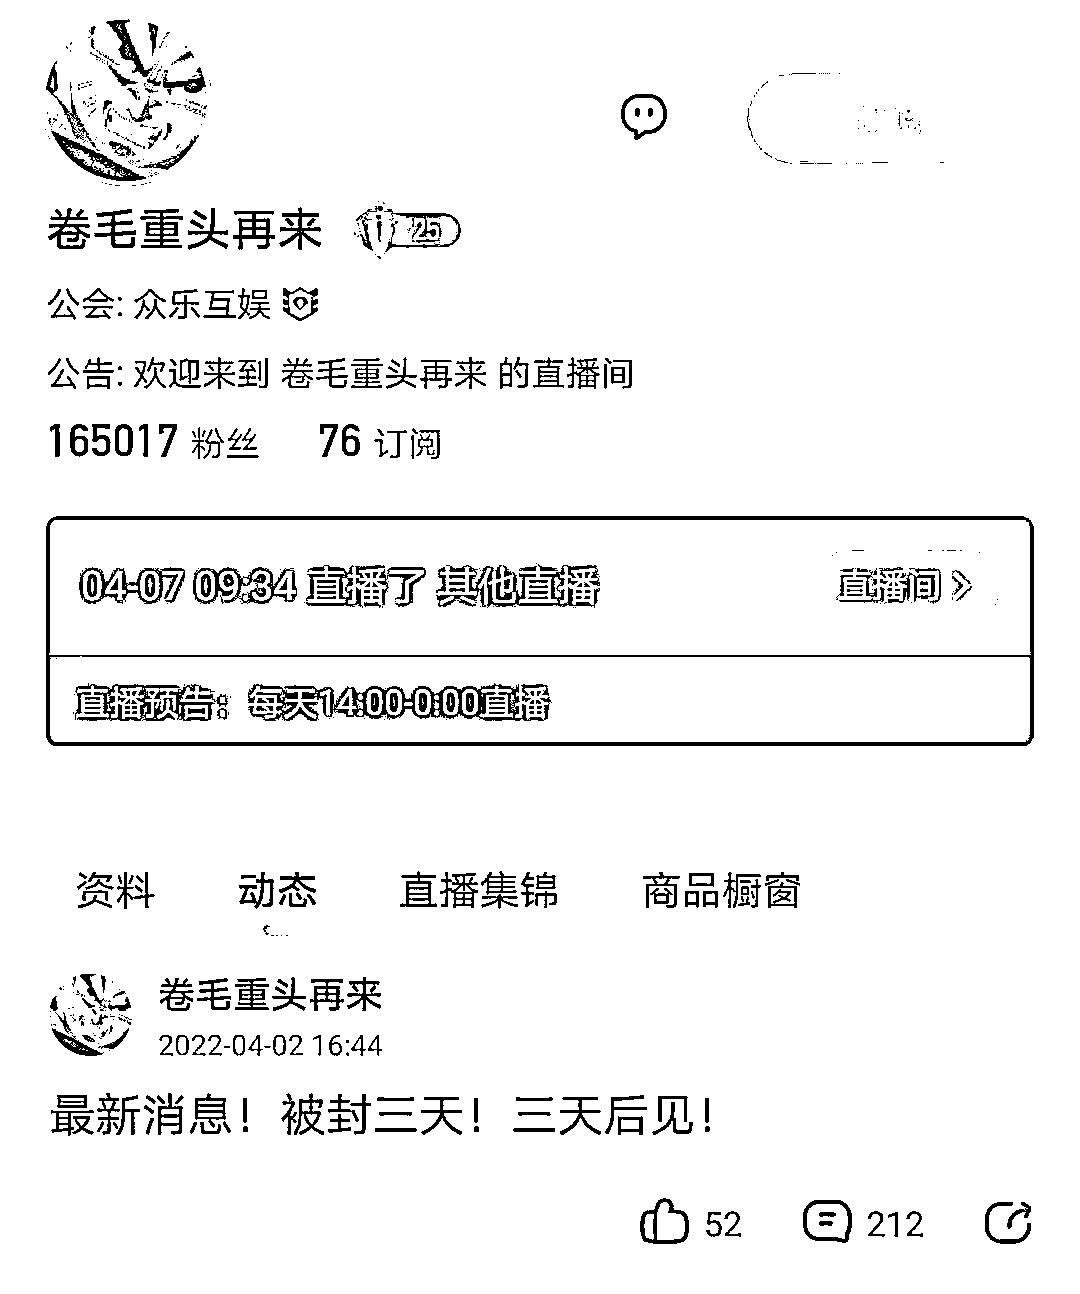 卷毛重头再来 25
公会: 众乐互娱
公告: 欢迎来到 卷毛重头再来 的直播间
165017 粉丝 76 订阅
04-07 09:34 直播了 其他直播 直播间
直播预告：每天14:00-0:00直播
资料 动态 直播集锦 商品橱窗
卷毛重头再来
2022-04-02 16:44
最新消息！被封三天！三天后见！
52 212